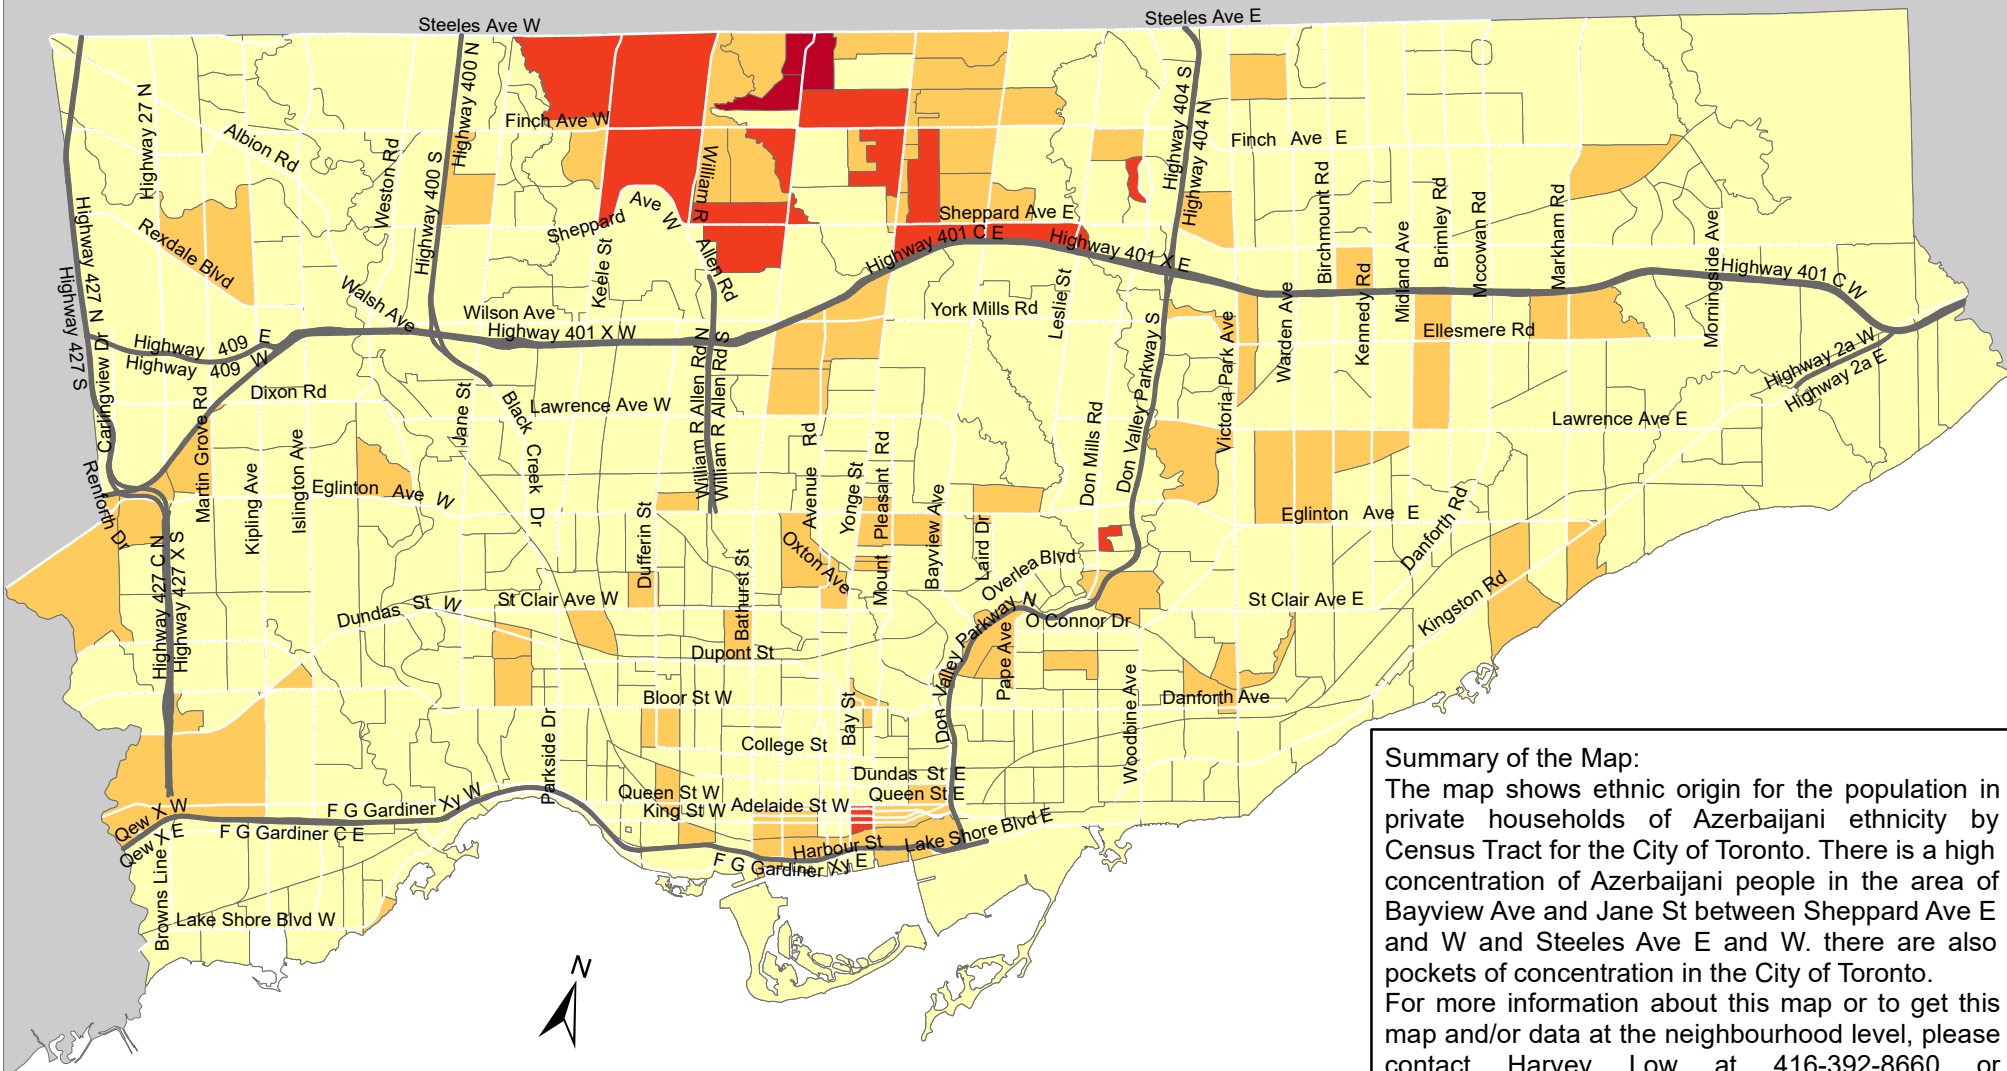 Steeles Ave W
Steeles Ave E
Highway 27 N
Highway 400 N
Highway 404 S
Highway 404 N
Finch Ave W
Finch Ave E
Albion Rd
Weston Rd
Highway 400 S
William R
Birchmount Rd
Brimley Rd
Mccowan Rd
Markham Rd
Midland Ave
Morningside Ave
Highway 427 N
Rexdale Blvd
Sheppard Ave W
Keele St
Allen Rd
Sheppard Ave E
Highway 401 C E
Highway 401 X E
Highway 401 C W
Highway 427 S
Walsh Ave
Wilson Ave
Highway 401 X W
York Mills Rd
Leslie St
Warden Ave
Kennedy Rd
Ellesmere Rd
Highway 409 E
Highway 409 W
Highway 2a W
Highway 2a E
Carlingview Dr
Dixon Rd
Martin Grove Rd
Jane St
Black Creek Dr
Lawrence Ave W
William R Allen Rd N
William R Allen Rd S
Don Valley Parkway S
Victoria Park Ave
Lawrence Ave E
Renforth Dr
Kipling Ave
Islington Ave
Eglinton Ave W
Dufferin St
Avenue Rd
Yonge St
Mount Pleasant Rd
Bayview Ave
Laird Dr
Don Mills Rd
Eglinton Ave E
Danforth Rd
Highway 427 C N
Highway 427 X S
Oxton Ave
Overlea Blvd
Bathurst St
Dundas St W
St Clair Ave W
St Clair Ave E
Kingston Rd
Don Valley Parkway N
O Connor Dr
Pape Ave
Dupont St
Bloor St W
Danforth Ave
Woodbine Ave
Parkside Dr
Bay St
College St
Dundas St E
Queen St W
Queen St E
King St W
Adelaide St W
Qew X W
Qew X E
F G Gardiner Xy W
F G Gardiner C E
Harbour St
Lake Shore Blvd E
F G Gardiner Xy E
Browns Line
Lake Shore Blvd W
N
Summary of the Map:
The map shows ethnic origin for the population in
private households of Azerbaijani ethnicity by
Census Tract for the City of Toronto. There is a high
concentration of Azerbaijani people in the area of
Bayview Ave and Jane St between Sheppard Ave E
and W and Steeles Ave E and W. there are also
pockets of concentration in the City of Toronto.
For more information about this map or to get this
map and/or data at the neighbourhood level, please
contact Harvey Low at 416-392-8660 or